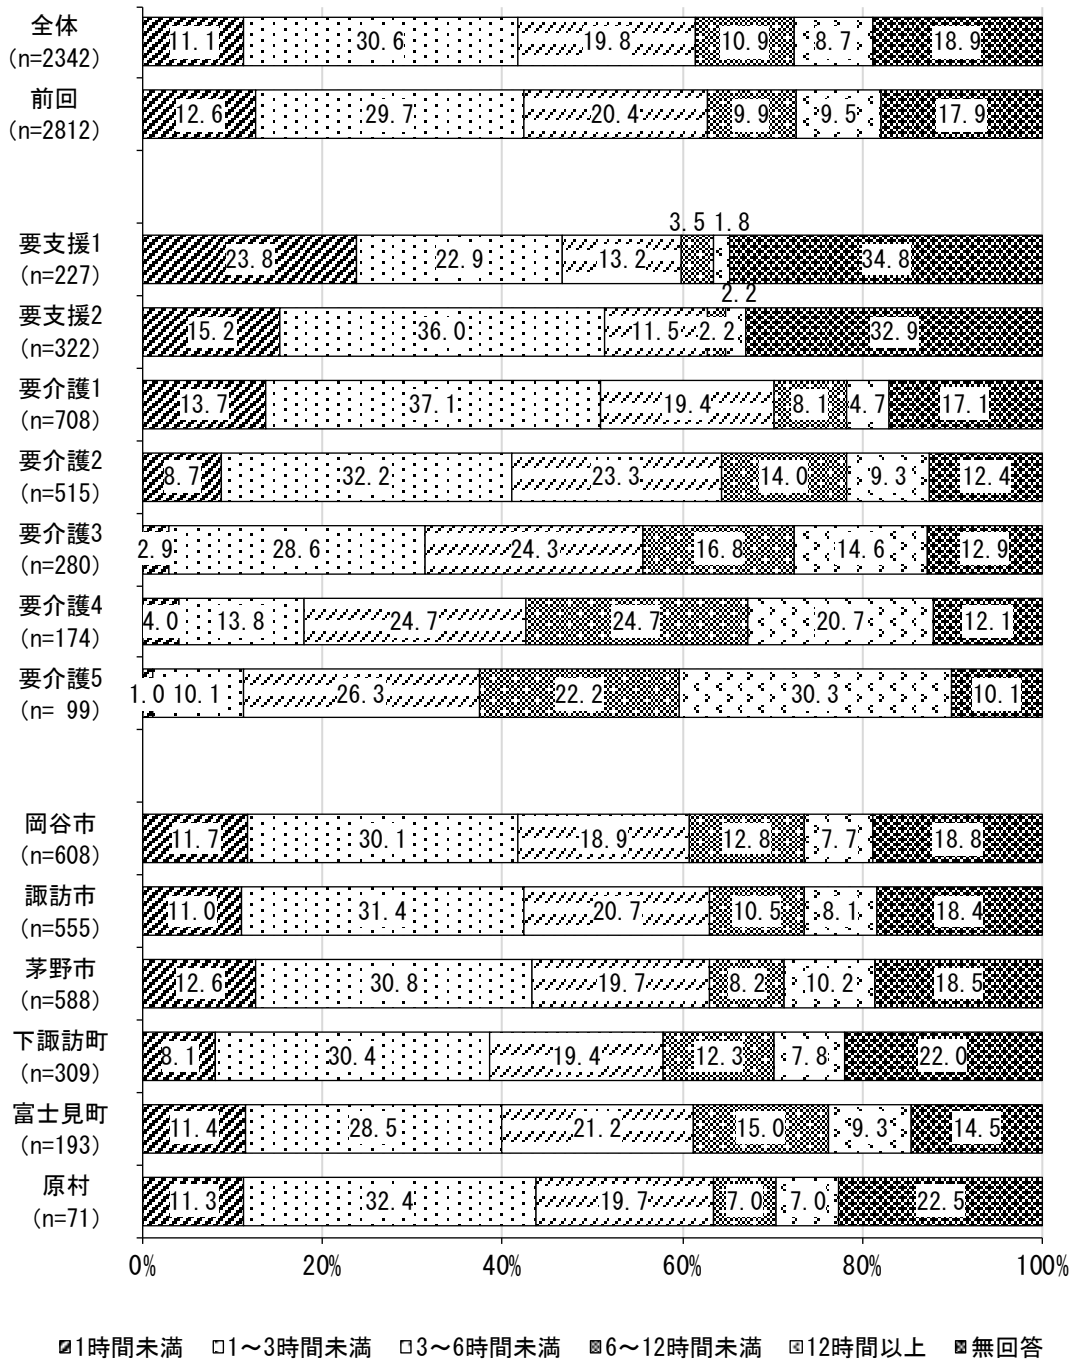 全体
(n=2342)
11.1 30.6 19.8 10.9 8.7 18.9
前回
(n=2812)
12.6 29.7 20.4 9.9 9.5 17.9
3.5 1.8
要支援1
(n=227)
23.8 22.9 13.2 34.8
2.2
要支援2
(n=322)
15.2 36.0 11.5 2.2 32.9
要介護1
(n=708)
13.7 37.1 19.4 8.1 4.7 17.1
要介護2
(n=515)
8.7 32.2 23.3 14.0 9.3 12.4
要介護3
(n=280)
2.9 28.6 24.3 16.8 14.6 12.9
要介護4
(n=174)
4.0 13.8 24.7 24.7 20.7 12.1
要介護5
(n= 99)
1.0 10.1 26.3 22.2 30.3 10.1
岡谷市
(n=608)
11.7 30.1 18.9 12.8 7.7 18.8
諏訪市
(n=555)
11.0 31.4 20.7 10.5 8.1 18.4
茅野市
(n=588)
12.6 30.8 19.7 8.2 10.2 18.5
下諏訪町
(n=309)
8.1 30.4 19.4 12.3 7.8 22.0
富士見町
(n=193)
11.4 28.5 21.2 15.0 9.3 14.5
原村
(n=71)
11.3 32.4 19.7 7.0 7.0 22.5
0% 20% 40% 60% 80% 100%
1時間未満 1～3時間未満 3～6時間未満 6～12時間未満 12時間以上 無回答